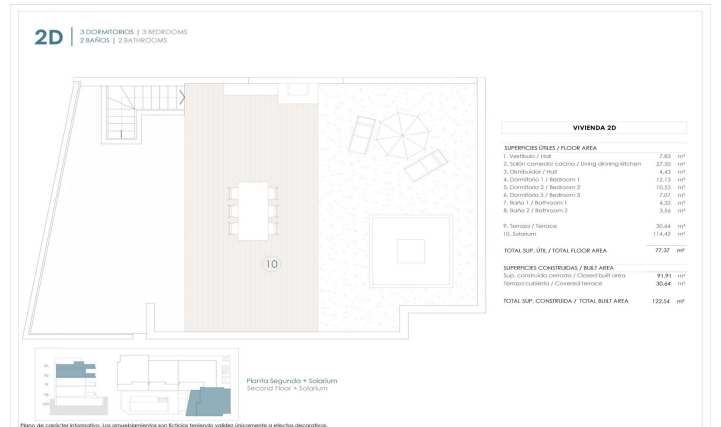 2D
3 DORMITORIOS | 3 BEDROOMS
2 BAÑOS | 2 BATHROOMS
VIVIENDA 2D
SUPERFICIES ÚTILES / FLOOR AREA
1. Vestíbulo / Hall 7,83 m²
2. Salón comedor cocina / Living dinning kitchen 27,50 m²
3. Distribuidor / Hall 4,43 m²
4. Dormitorio 1 / Bedroom 1 12,13 m²
5. Dormitorio 2 / Bedroom 2 10,53 m²
6. Dormitorio 3 / Bedroom 3 7,07 m²
7. Baño 1 / Bathroom 1 4,32 m²
8. Baño 2 / Bathroom 2 3,56 m²
9. Terraza / Terrace 30,64 m²
10. Solarium 114,42 m²
TOTAL SUP. ÚTIL / TOTAL FLOOR AREA 77,37 m²
SUPERFICIES CONSTRUIDAS / BUILT AREA
Sup. construida cerrada / Closed built area 91,91 m²
Terraza cubierta / Covered terrace 30,64 m²
TOTAL SUP. CONSTRUIDA / TOTAL BUILT AREA 122,54 m²
10
Planta Segunda + Solarium
Second Floor + Solarium
Plano de carácter informativo. Los amueblamientos son ficticios teniendo validez únicamente a efectos decorativos.